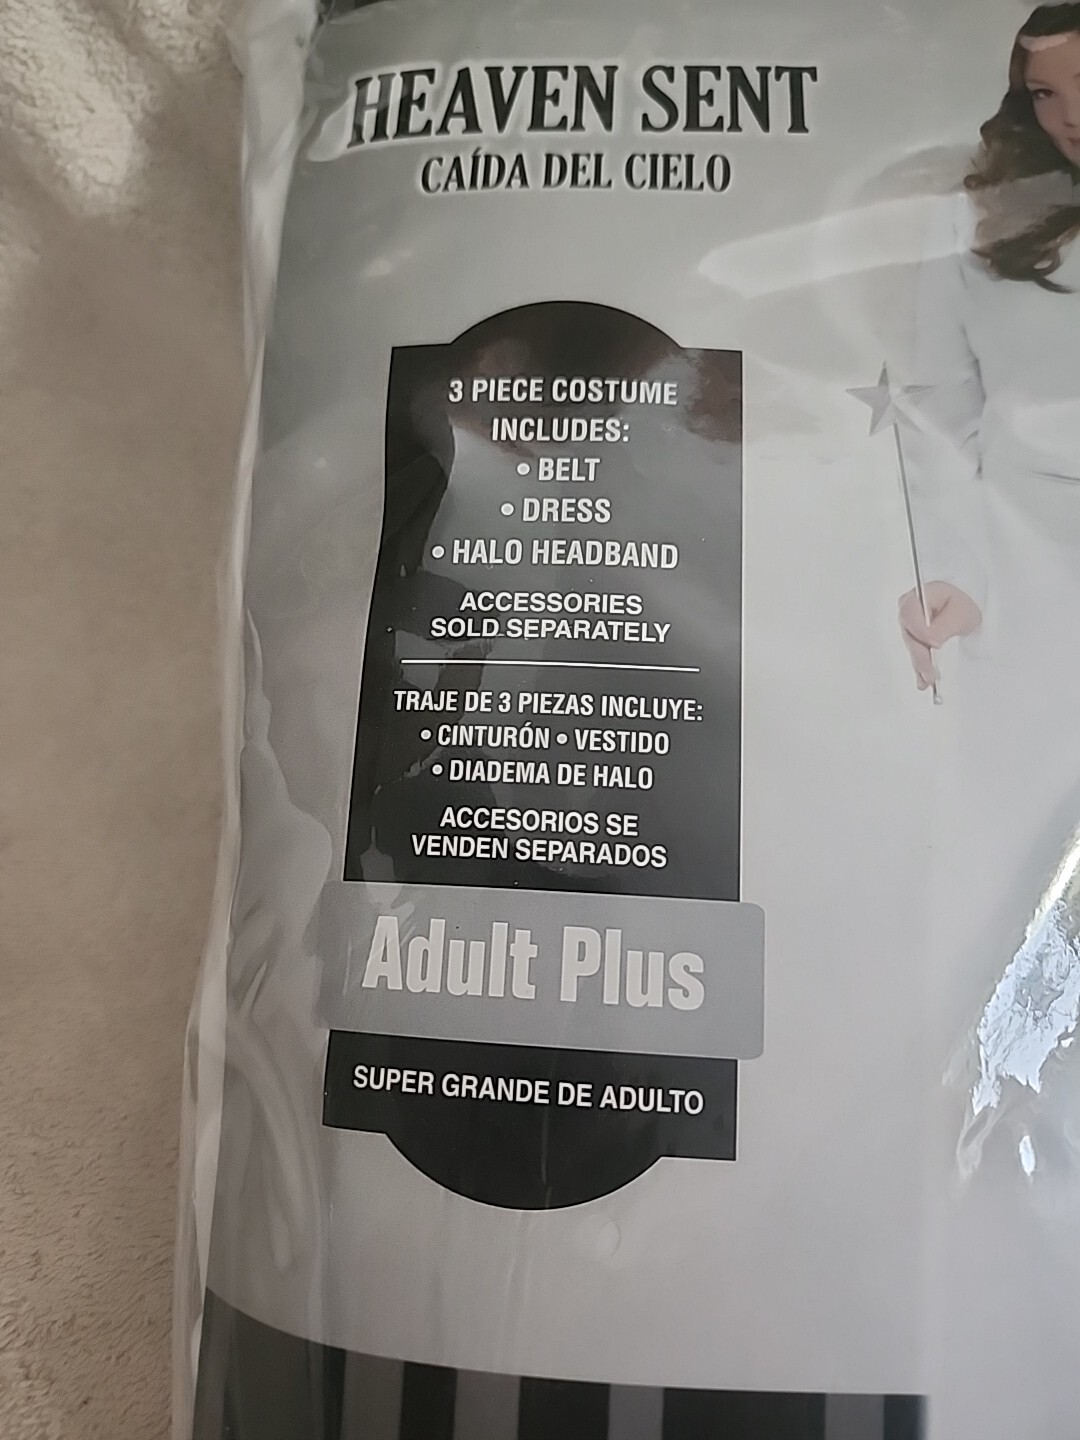 HEAVEN SENT
CAÍDA DEL CIELO
3 PIECE COSTUME
INCLUDES:
• BELT
• DRESS
• HALO HEADBAND
ACCESSORIES
SOLD SEPARATELY
TRAJE DE 3 PIEZAS INCLUYE:
• CINTURÓN • VESTIDO
• DIADEMA DE HALO
ACCESORIOS SE
VENDEN SEPARADOS
Adult Plus
SUPER GRANDE DE ADULTO